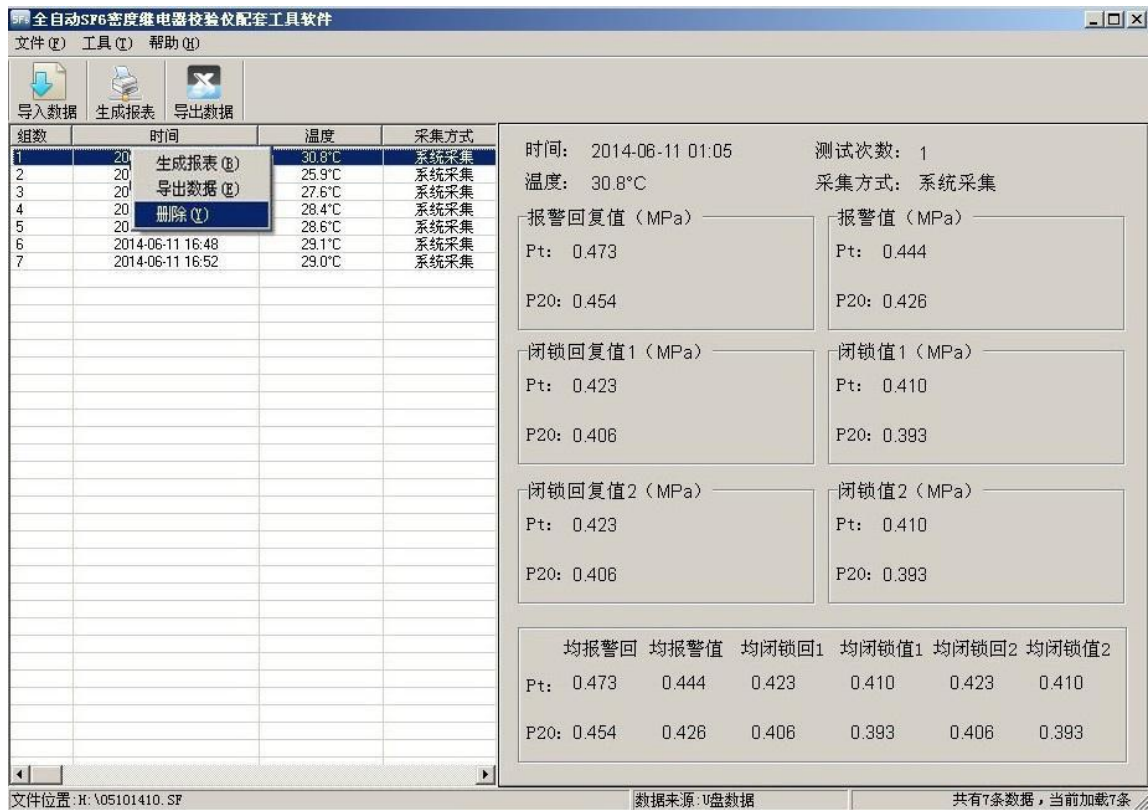 SF6 全自动SF6密度继电器校验仪配套工具软件
文件(F) 工具(T) 帮助(H)
导入数据 生成报表 导出数据
组数 时间 温度 采集方式
1 20 30.8°C 系统采集
2 20 25.9°C 系统采集
3 20 27.6°C 系统采集
4 20 28.4°C 系统采集
5 20 28.6°C 系统采集
6 2014-06-11 16:48 29.1°C 系统采集
7 2014-06-11 16:52 29.0°C 系统采集
生成报表(B)
导出数据(E)
删除(Y)
时间: 2014-06-11 01:05 测试次数: 1
温度: 30.8°C 采集方式: 系统采集
报警回复值(MPa) 报警值(MPa)
Pt: 0.473 Pt: 0.444
P20: 0.454 P20: 0.426
闭锁回复值1(MPa) 闭锁值1(MPa)
Pt: 0.423 Pt: 0.410
P20: 0.406 P20: 0.393
闭锁回复值2(MPa) 闭锁值2(MPa)
Pt: 0.423 Pt: 0.410
P20: 0.406 P20: 0.393
均报警回 均报警值 均闭锁回1 均闭锁值1 均闭锁回2 均闭锁值2
Pt: 0.473 0.444 0.423 0.410 0.423 0.410
P20: 0.454 0.426 0.406 0.393 0.406 0.393
文件位置:H:\05101410.SF 数据来源:U盘数据 共有7条数据,当前加载7条